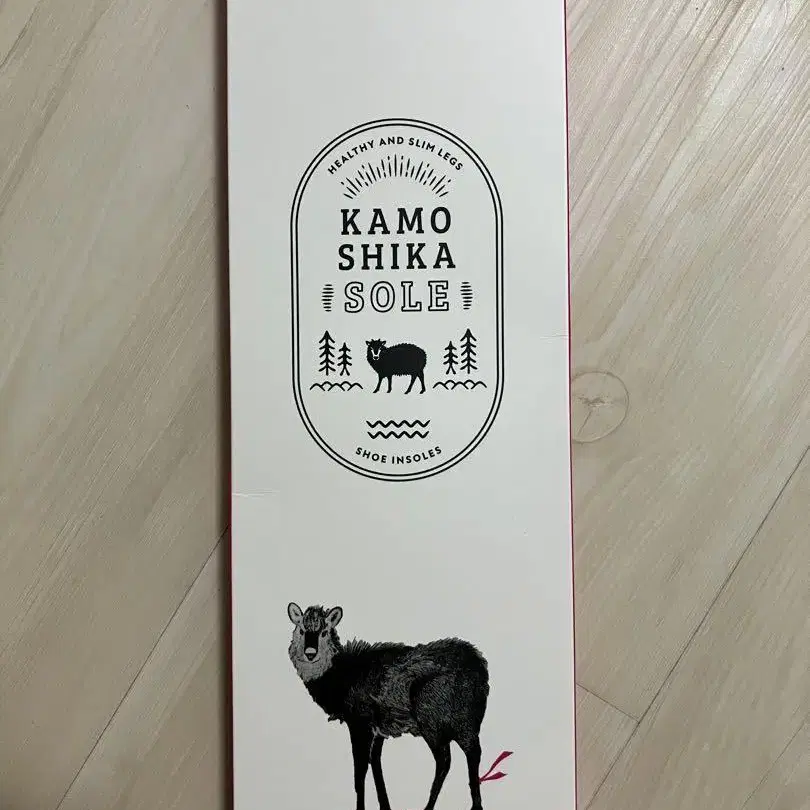 HEALTHY AND SLIM LEGS
KAMO
SHIKA
SOLE
SHOE INSOLES